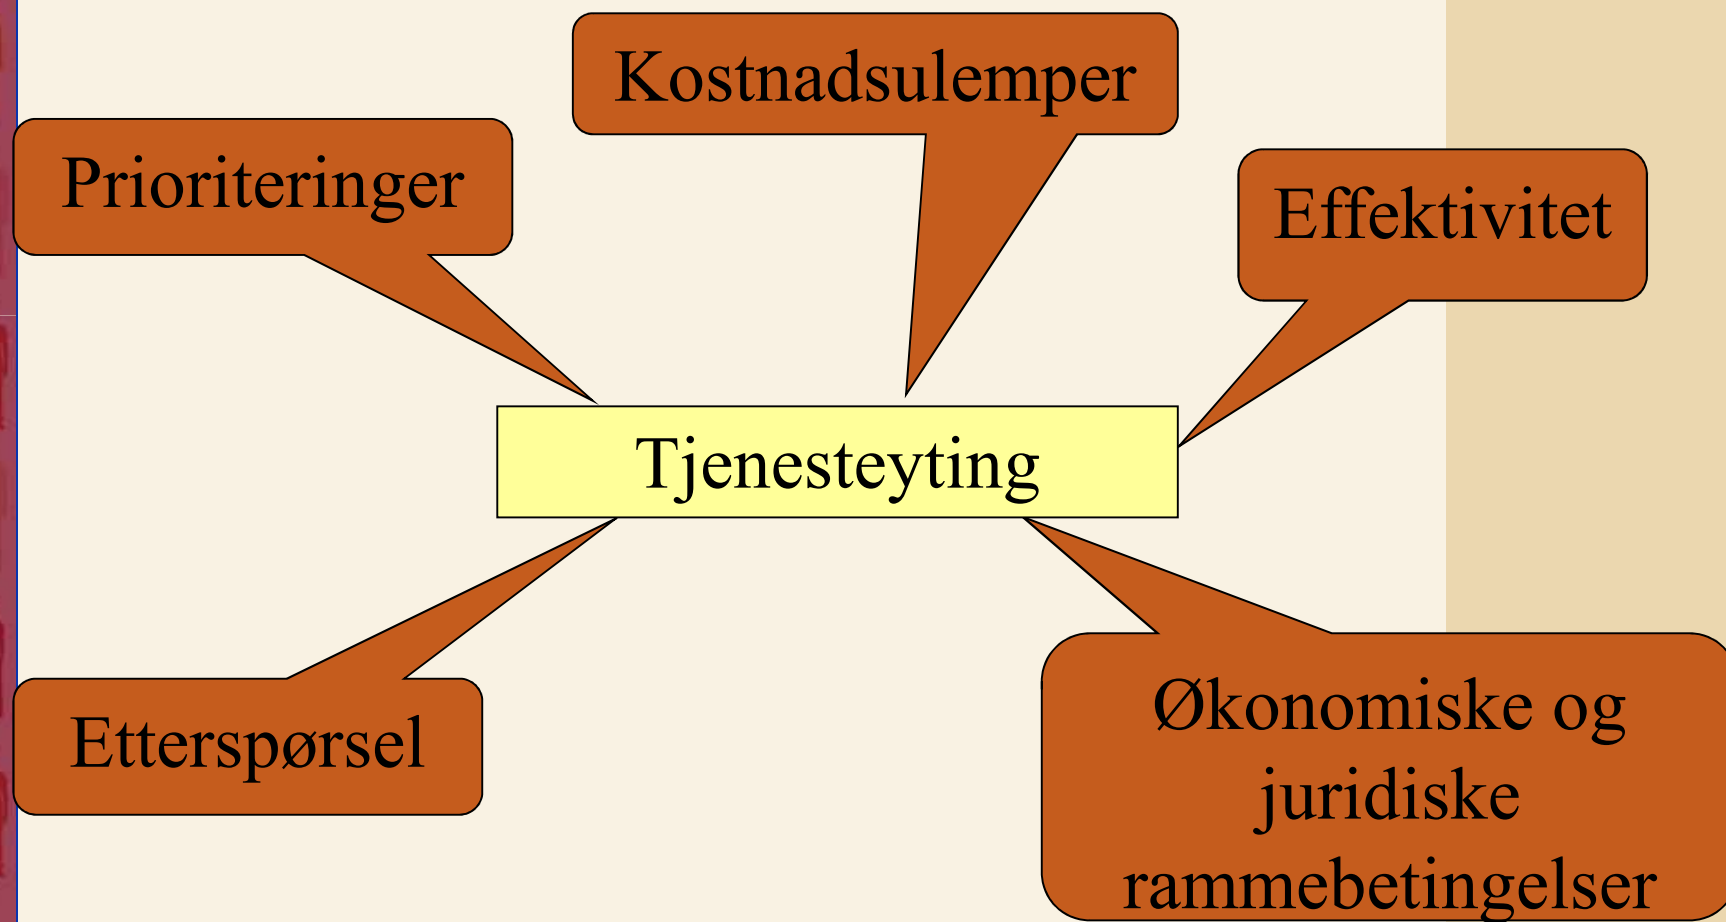 Kostnadsulemper
Prioriteringer
Effektivitet
Tjenesteyting
Etterspørsel
Økonomiske og
juridiske
rammebetingelser